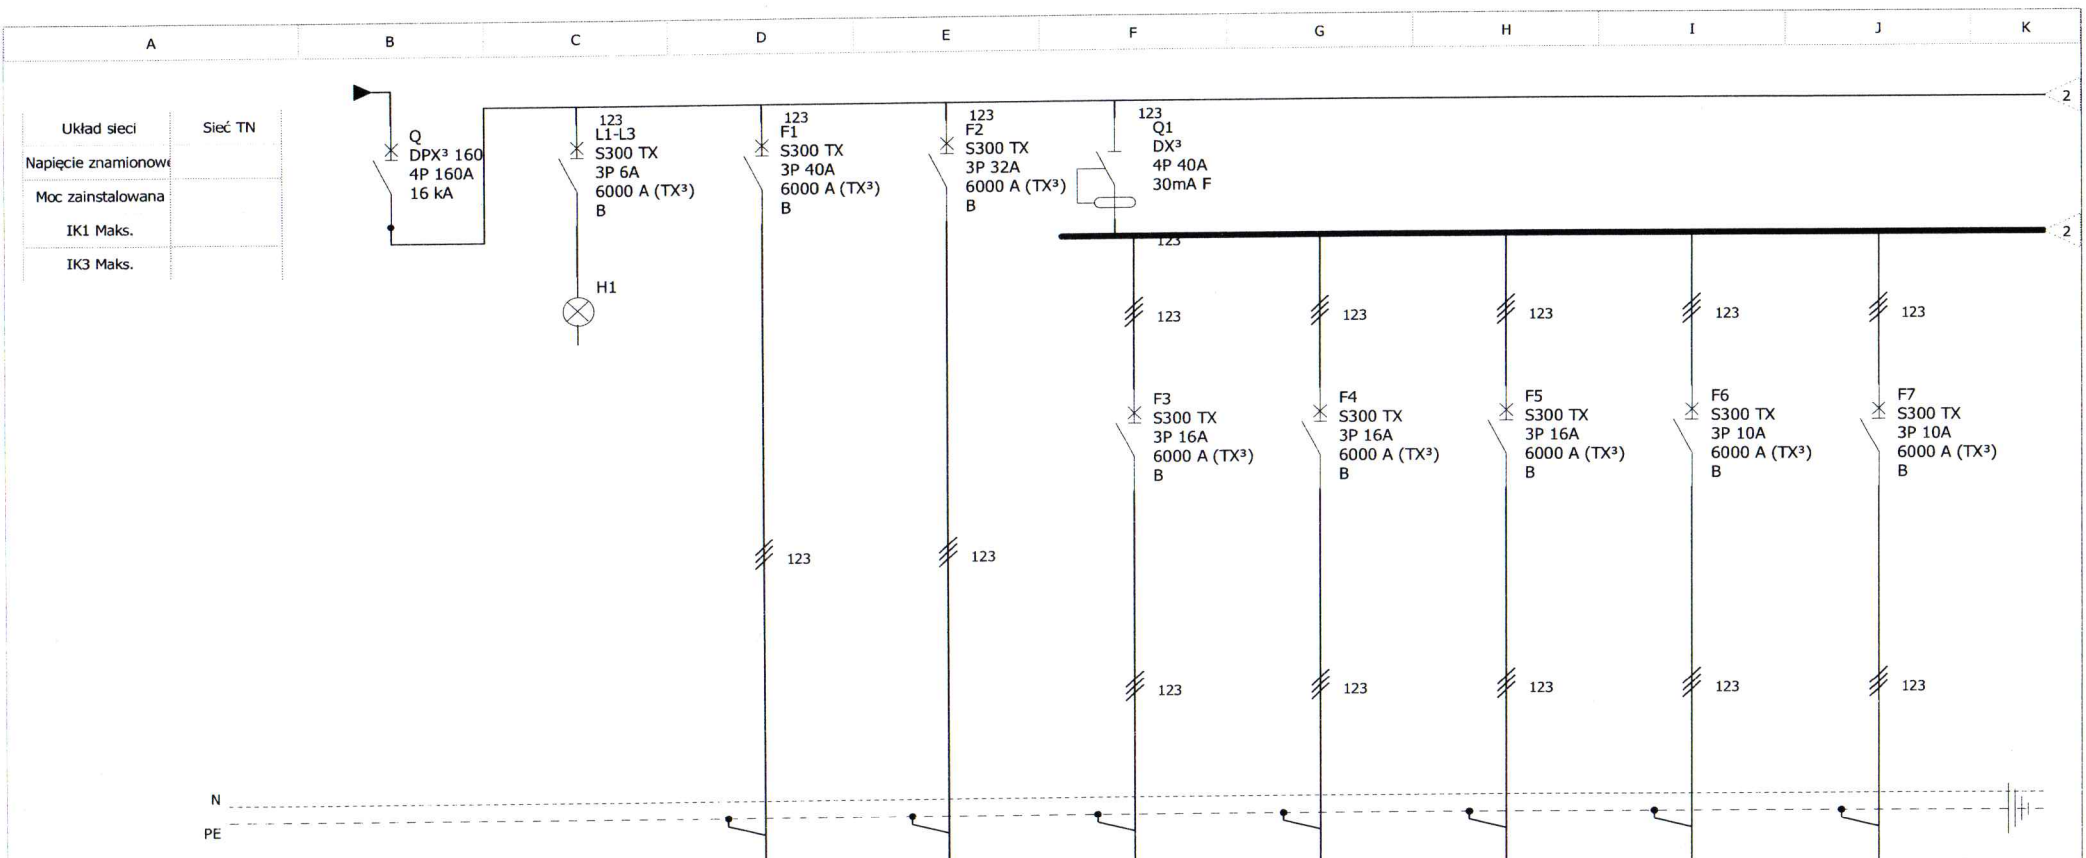 A B C D E F G H I J K
Układ sieci Sieć TN
Napięcie znamionowe
Moc zainstalowana
IK1 Maks.
IK3 Maks.
Q
DPX³ 160
4P 160A
16 kA
123
L1-L3
S300 TX
3P 6A
6000 A (TX³)
B
H1
123
F1
S300 TX
3P 40A
6000 A (TX³)
B
123
F2
S300 TX
3P 32A
6000 A (TX³)
B
123
Q1
DX³
4P 40A
30mA F
2
2
123
123 123 123 123 123
F3
S300 TX
3P 16A
6000 A (TX³)
B
F4
S300 TX
3P 16A
6000 A (TX³)
B
F5
S300 TX
3P 16A
6000 A (TX³)
B
F6
S300 TX
3P 10A
6000 A (TX³)
B
F7
S300 TX
3P 10A
6000 A (TX³)
B
123 123
123 123 123 123 123
N
PE